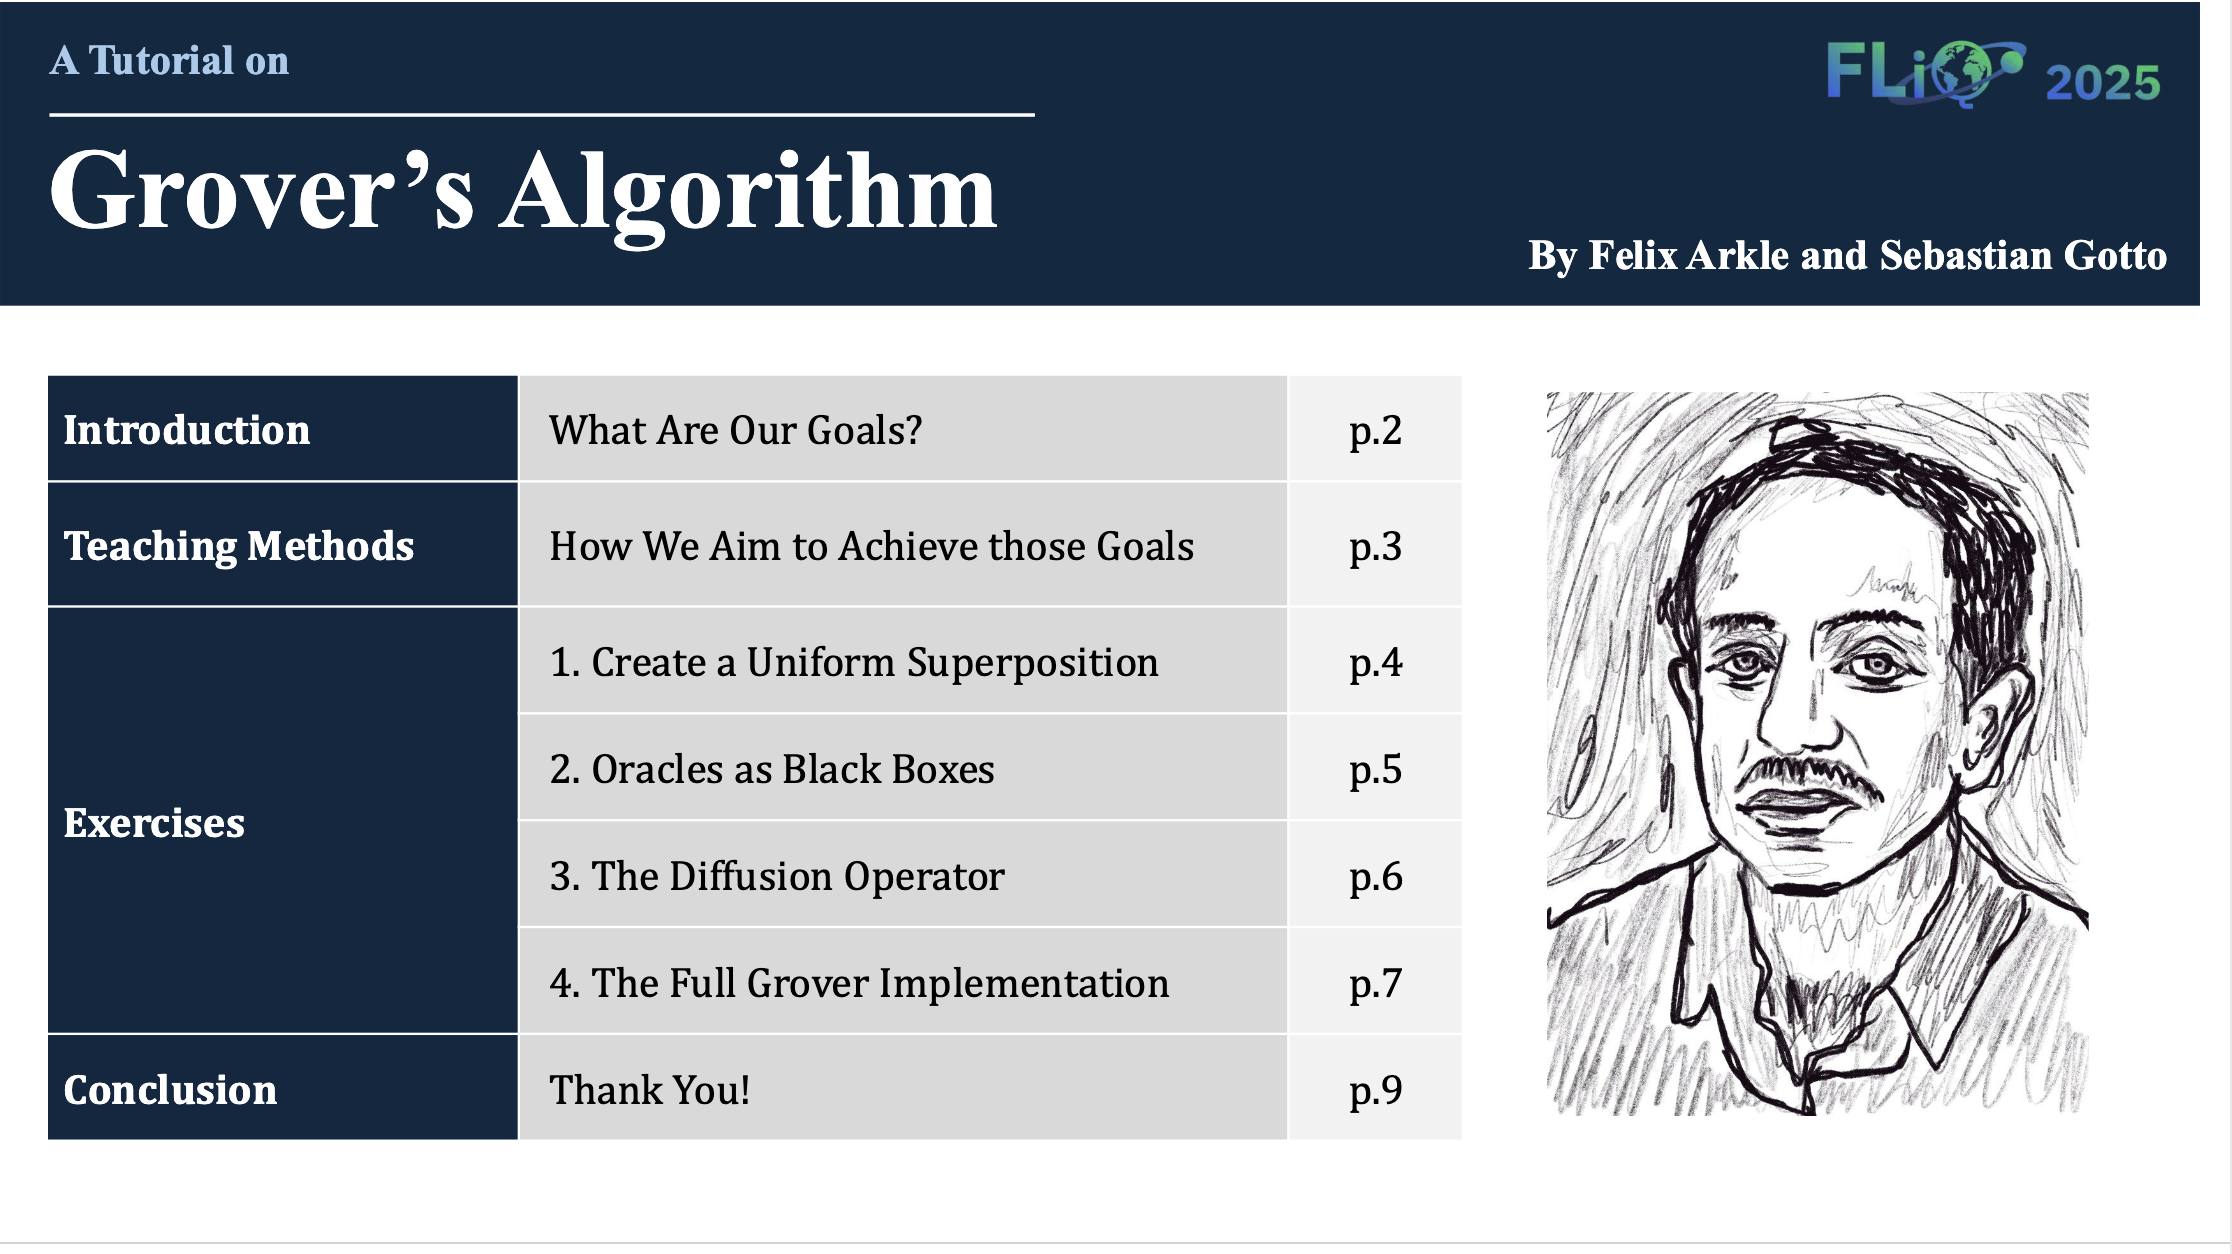 A Tutorial on
FLiQ 2025
Grover’s Algorithm
By Felix Arkle and Sebastian Gotto
Introduction What Are Our Goals? p.2
Teaching Methods How We Aim to Achieve those Goals p.3
Exercises
1. Create a Uniform Superposition p.4
2. Oracles as Black Boxes p.5
3. The Diffusion Operator p.6
4. The Full Grover Implementation p.7
Conclusion Thank You! p.9